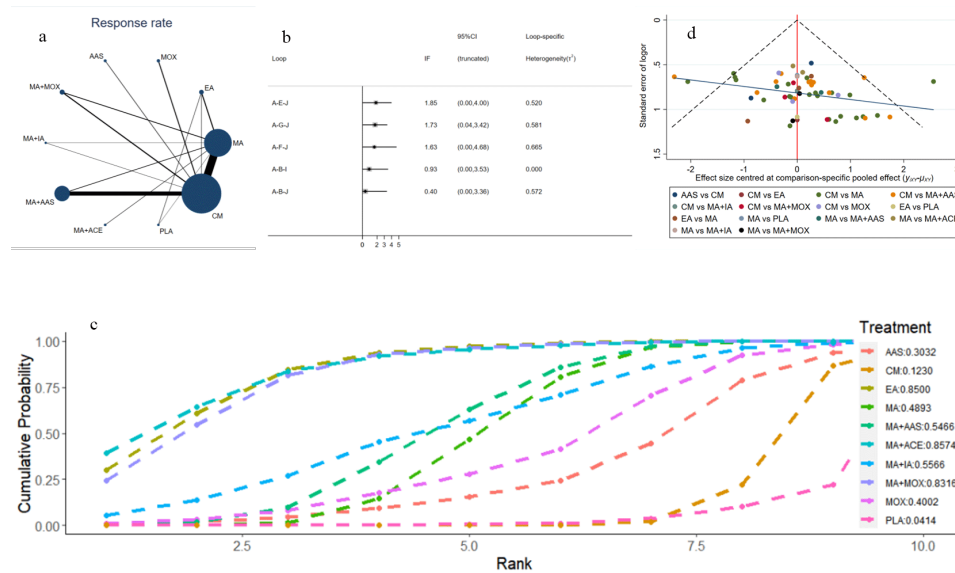 Response rate
a
AAS
MOX
MA+MOX
EA
MA+IA
MA
MA+AAS
CM
MA+ACE
PLA
b
95%CI
Loop-specific
Loop
IF
(truncated)
Heterogeneity(τ²)
A-E-J
1.85
(0.00,4.00)
0.520
A-G-J
1.73
(0.04,3.42)
0.581
A-F-J
1.63
(0.00,4.68)
0.665
A-B-I
0.93
(0.00,3.53)
0.000
A-B-J
0.40
(0.00,3.36)
0.572
0 2 3 4 5
d
Standard error of logor
0
.5
1
1.5
-2 -1 0 1 2
Effect size centred at comparison-specific pooled effect (yᵢXY-μXY)
AAS vs CM CM vs EA CM vs MA CM vs MA+AAS
CM vs MA+IA CM vs MA+MOX CM vs MOX EA vs PLA
EA vs MA MA vs PLA MA vs MA+AAS MA vs MA+ACE
MA vs MA+IA MA vs MA+MOX
c
Cumulative Probability
1.00
0.75
0.50
0.25
0.00
2.5 5.0 7.5 10.0
Rank
Treatment
AAS:0.3032
CM:0.1230
EA:0.8500
MA:0.4893
MA+AAS:0.5466
MA+ACE:0.8574
MA+IA:0.5566
MA+MOX:0.8316
MOX:0.4002
PLA:0.0414